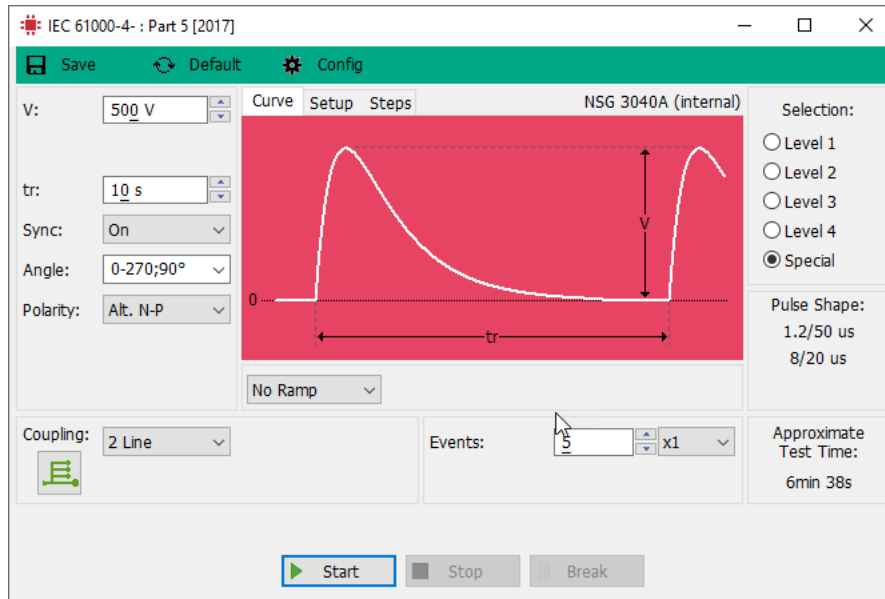 IEC 61000-4- : Part 5 [2017]
Save Default Config
V: 500 V
tr: 10 s
Sync: On
Angle: 0-270;90°
Polarity: Alt. N-P
Curve Setup Steps NSG 3040A (internal)
V
0
tr
No Ramp
Selection:
Level 1
Level 2
Level 3
Level 4
Special
Pulse Shape:
1.2/50 us
8/20 us
Coupling: 2 Line
Events: 5 x1
Approximate
Test Time:
6min 38s
Start Stop Break